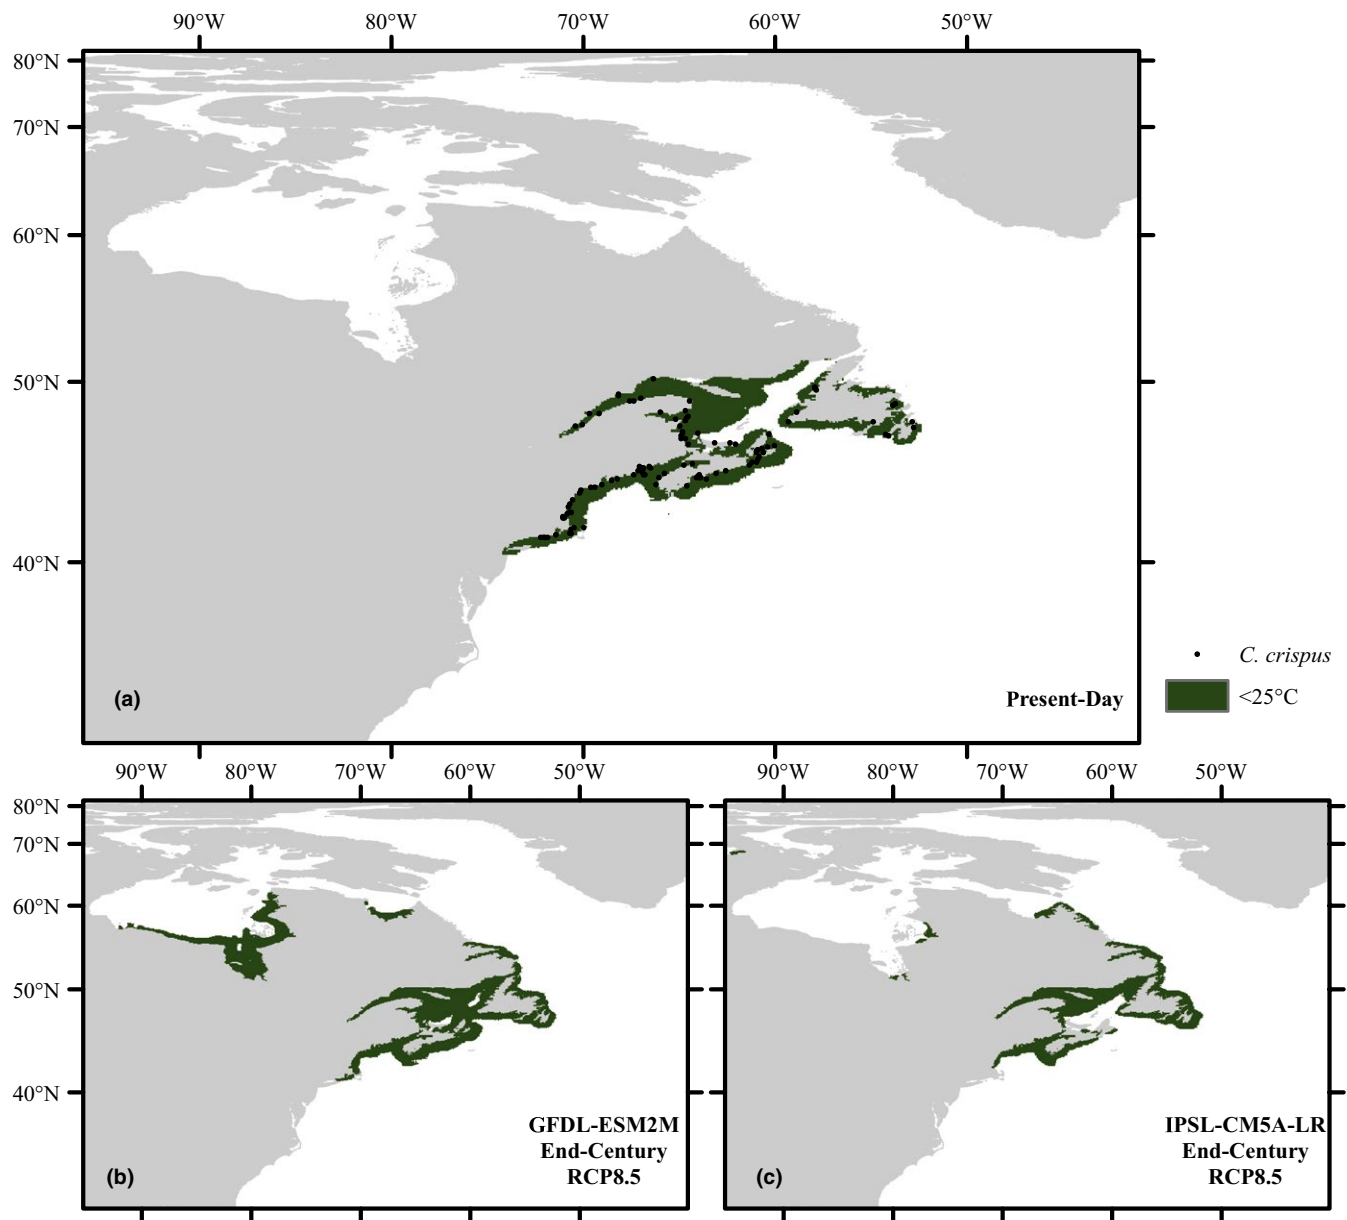 90°W 80°W 70°W 60°W 50°W
80°N
70°N
60°N
50°N
40°N
C. crispus
<25°C
(a) Present-Day
90°W 80°W 70°W 60°W 50°W 90°W 80°W 70°W 60°W 50°W
80°N
70°N
60°N
50°N
40°N
GFDL-ESM2M
End-Century
RCP8.5
(b)
IPSL-CM5A-LR
End-Century
RCP8.5
(c)